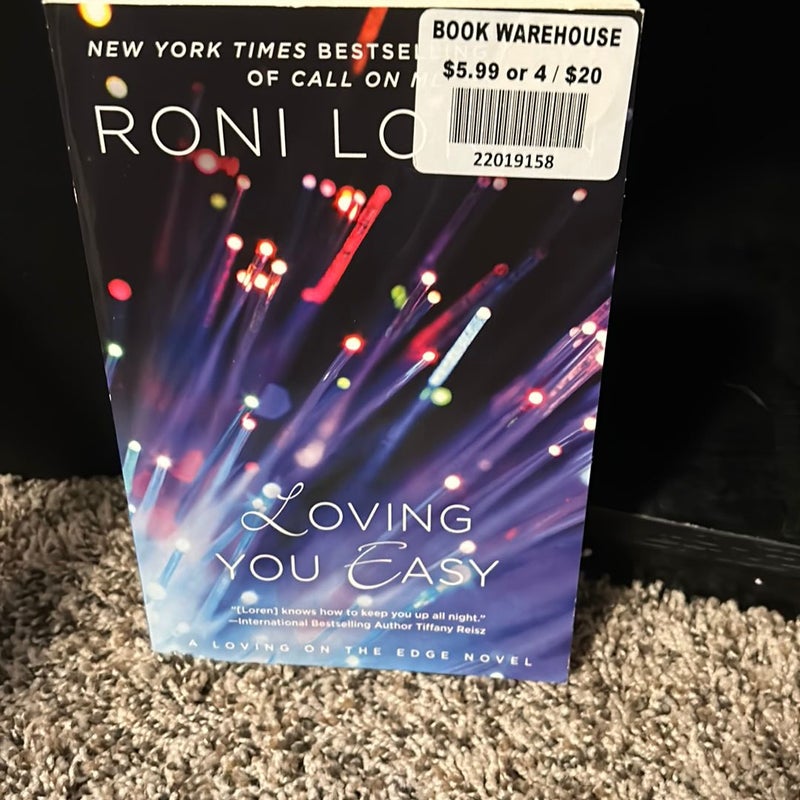 NEW YORK TIMES BESTSELLING
OF CALL ON ME
RONI LO
BOOK WAREHOUSE
$5.99 or 4 / $20
22019158
LOVING
YOU EASY
"[Loren] knows how to keep you up all night."
—International Bestselling Author Tiffany Reisz
A LOVING ON THE EDGE NOVEL